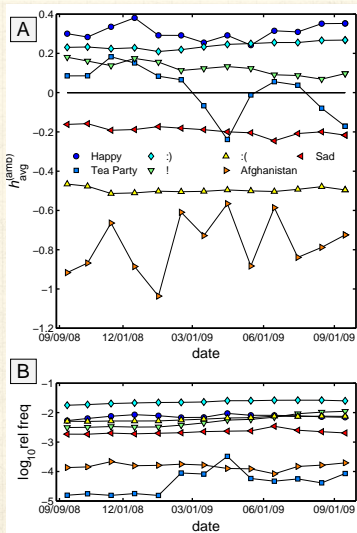 A
0.4
0.2
0
−0.2
−0.4
−0.6
−0.8
−1
−1.2
h(amb)avg
Happy :) :( Sad
Tea Party ! Afghanistan
09/09/08 12/01/08 03/01/09 06/01/09 09/01/09
date
B
−1
−2
−3
−4
−5
log10rel freq
09/09/08 12/01/08 03/01/09 06/01/09 09/01/09
date